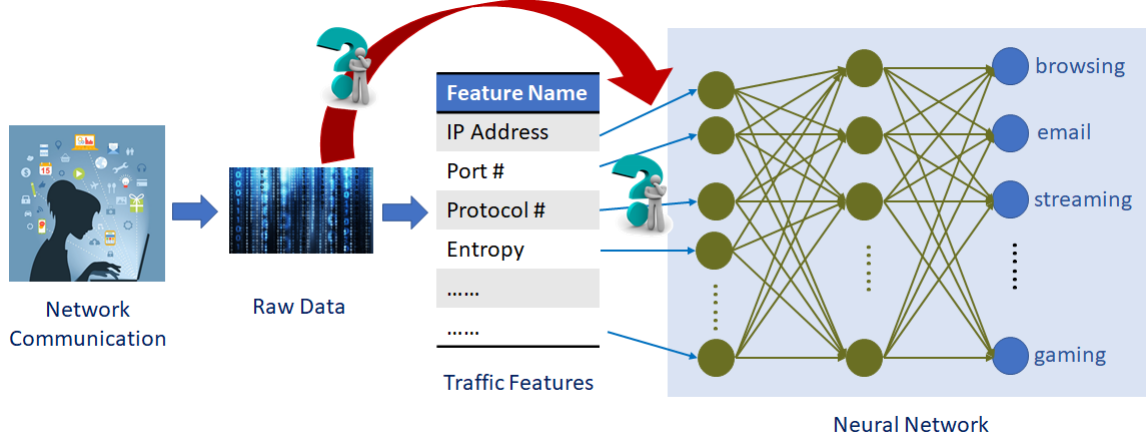 Feature Name
IP Address
Port #
Protocol #
Entropy
......
......
Network
Communication
Raw Data
Traffic Features
browsing
email
streaming
gaming
Neural Network